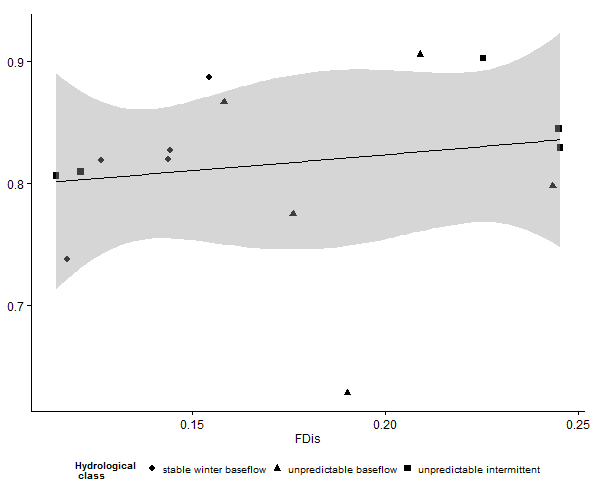 0.9
0.8
0.7
0.15 0.20 0.25
FDis
Hydrological
class
stable winter baseflow unpredictable baseflow unpredictable intermittent